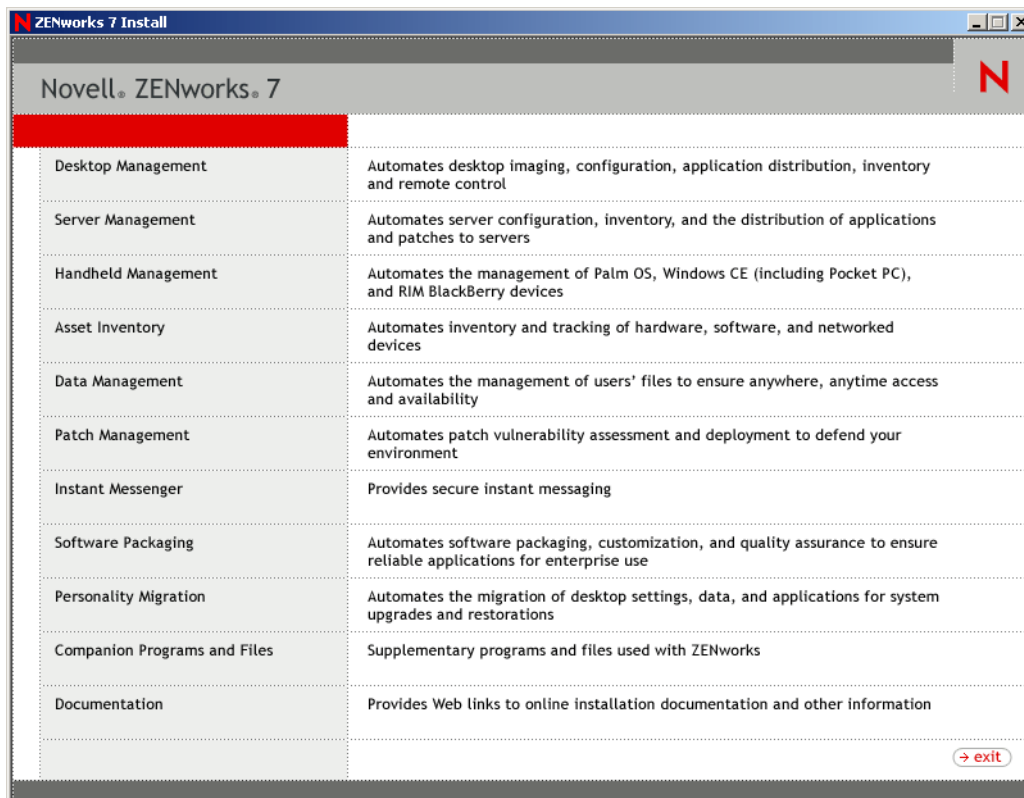 ZENworks 7 Install
Novell® ZENworks® 7
N
Desktop Management
Automates desktop imaging, configuration, application distribution, inventory
and remote control
Server Management
Automates server configuration, inventory, and the distribution of applications
and patches to servers
Handheld Management
Automates the management of Palm OS, Windows CE (including Pocket PC),
and RIM BlackBerry devices
Asset Inventory
Automates inventory and tracking of hardware, software, and networked
devices
Data Management
Automates the management of users’ files to ensure anywhere, anytime access
and availability
Patch Management
Automates patch vulnerability assessment and deployment to defend your
environment
Instant Messenger
Provides secure instant messaging
Software Packaging
Automates software packaging, customization, and quality assurance to ensure
reliable applications for enterprise use
Personality Migration
Automates the migration of desktop settings, data, and applications for system
upgrades and restorations
Companion Programs and Files
Supplementary programs and files used with ZENworks
Documentation
Provides Web links to online installation documentation and other information
→ exit